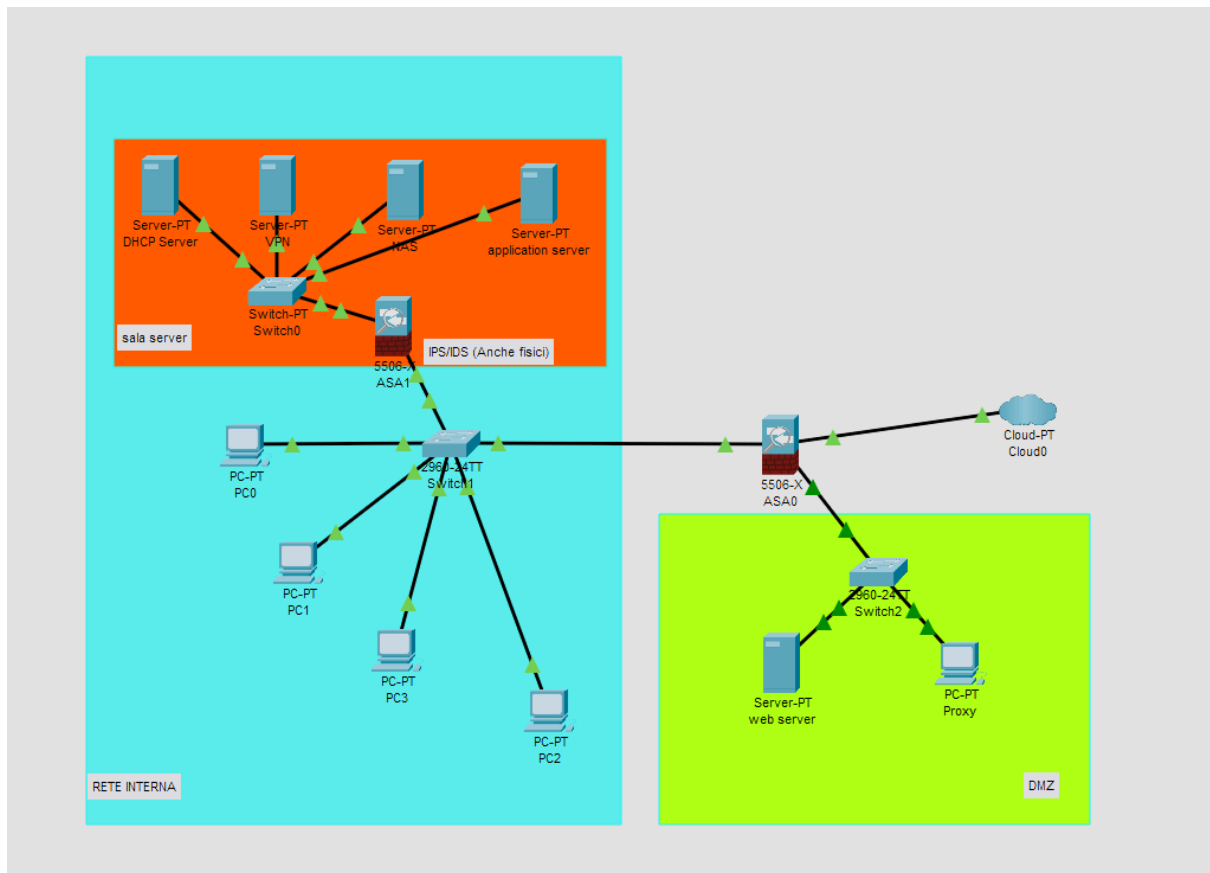 Server-PT
DHCP Server
Server-PT
VPN
Server-PT
NAS
Server-PT
application server
Switch-PT
Switch0
sala server
IPS/IDS (Anche fisici)
5506-X
ASA1
PC-PT
PC0
2960-24TT
Switch1
Cloud-PT
Cloud0
5506-X
ASA0
PC-PT
PC1
2960-24TT
Switch2
PC-PT
PC3
Server-PT
web server
PC-PT
Proxy
PC-PT
PC2
RETE INTERNA
DMZ